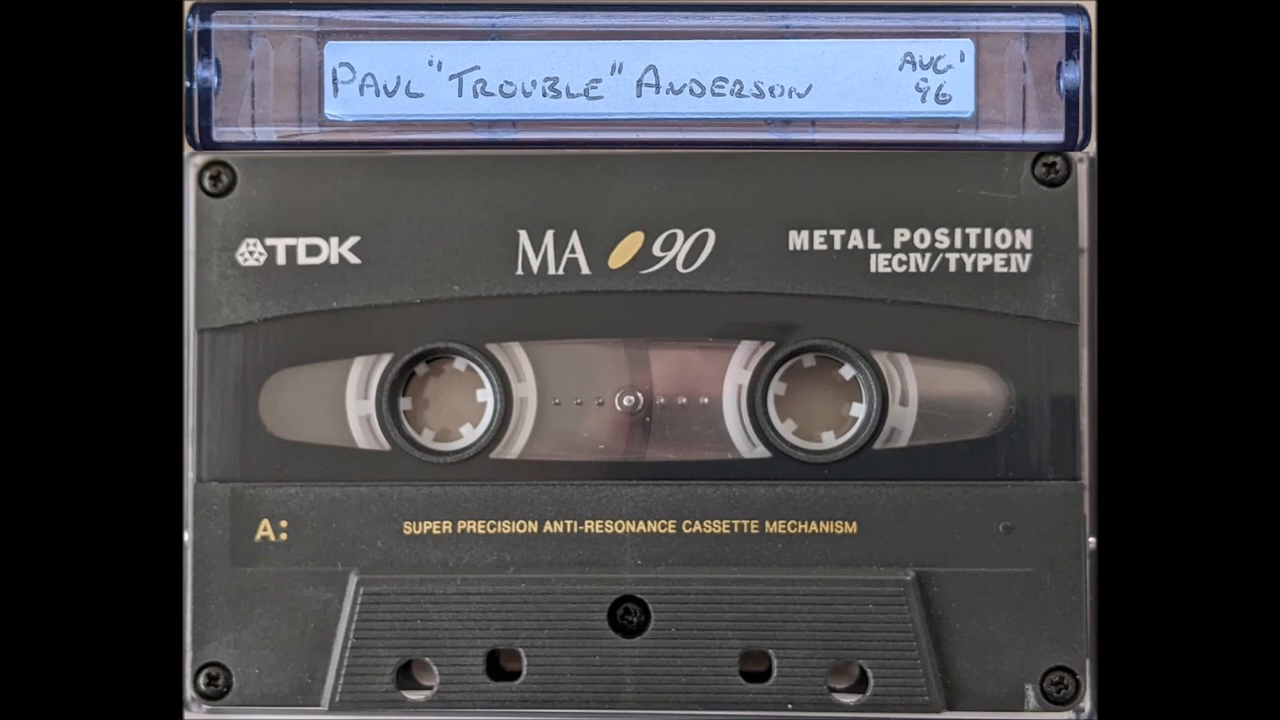 PAUL "TROUBLE" ANDERSON AUG' 96
TDK MA 90 METAL POSITION
IECIV/TYPEIV
A: SUPER PRECISION ANTI-RESONANCE CASSETTE MECHANISM